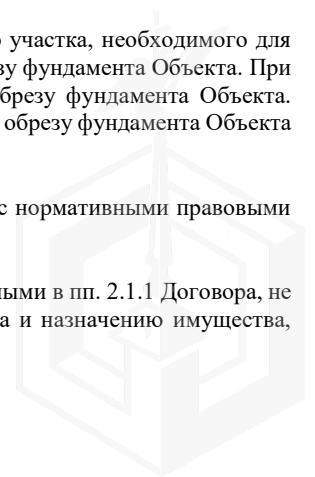 участка, необходимого для
зу фундамента Объекта. При
брезу фундамента Объекта.
обрезу фундамента Объекта
с нормативными правовыми
ными в пп. 2.1.1 Договора, не
а и назначению имущества,